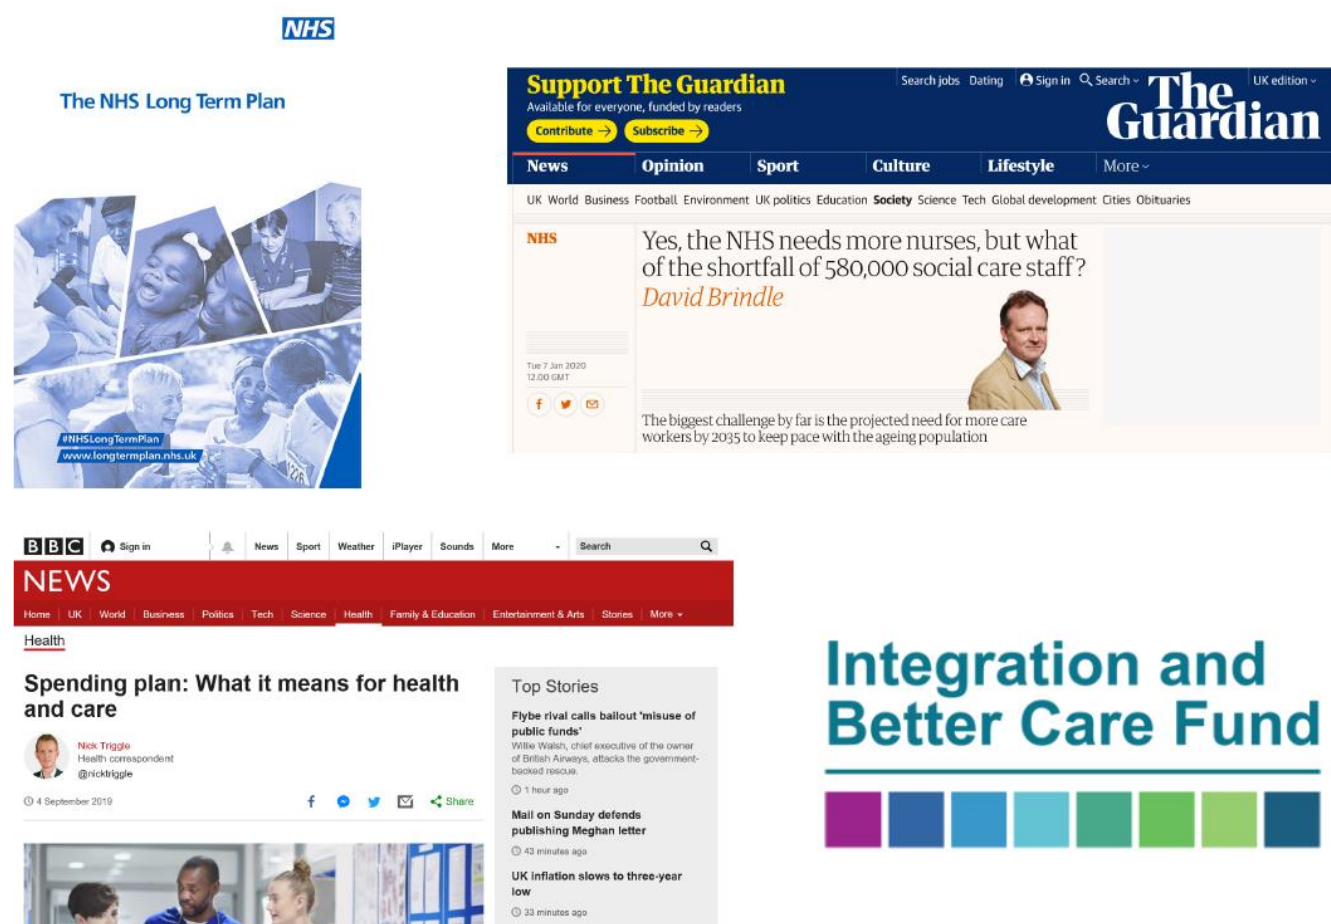 NHS
The NHS Long Term Plan
#NHSLongTermPlan
www.longtermplan.nhs.uk
1226
Support The Guardian
Available for everyone, funded by readers
Contribute →
Subscribe →
Search jobs Dating Sign in Search
UK edition
The
Guardian
News Opinion Sport Culture Lifestyle More
UK World Business Football Environment UK politics Education Society Science Tech Global development Cities Obituaries
NHS
Yes, the NHS needs more nurses, but what
of the shortfall of 580,000 social care staff?
David Brindle
Tue 7 Jan 2020
12.00 GMT
The biggest challenge by far is the projected need for more care
workers by 2035 to keep pace with the ageing population
BBC Sign in News Sport Weather iPlayer Sounds More Search
NEWS
Home UK World Business Politics Tech Science Health Family & Education Entertainment & Arts Stories More
Health
Spending plan: What it means for health
and care
Nick Triggle
Health correspondent
@nicktriggle
4 September 2019
Share
Top Stories
Flybe rival calls bailout 'misuse of
public funds'
Willie Walsh, chief executive of the owner
of British Airways, attacks the government-
backed rescue.
1 hour ago
Mail on Sunday defends
publishing Meghan letter
43 minutes ago
UK inflation slows to three-year
low
33 minutes ago
Integration and
Better Care Fund